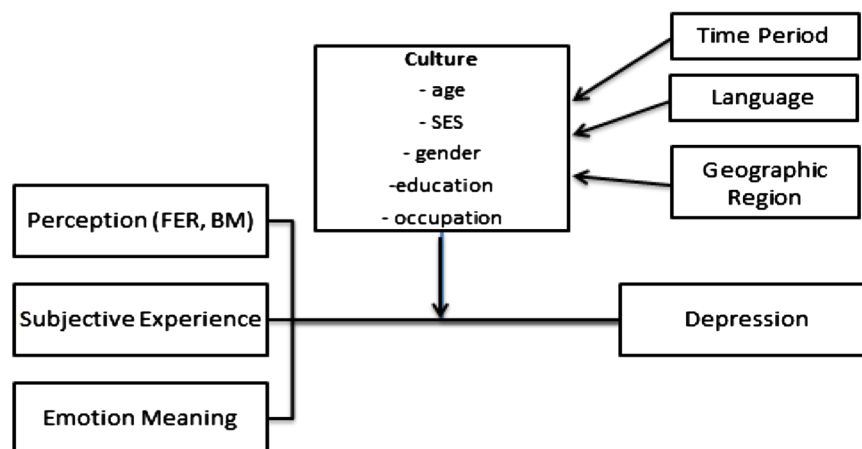 Culture
- age
- SES
- gender
-education
- occupation
Time Period
Language
Geographic
Region
Perception (FER, BM)
Subjective Experience
Emotion Meaning
Depression